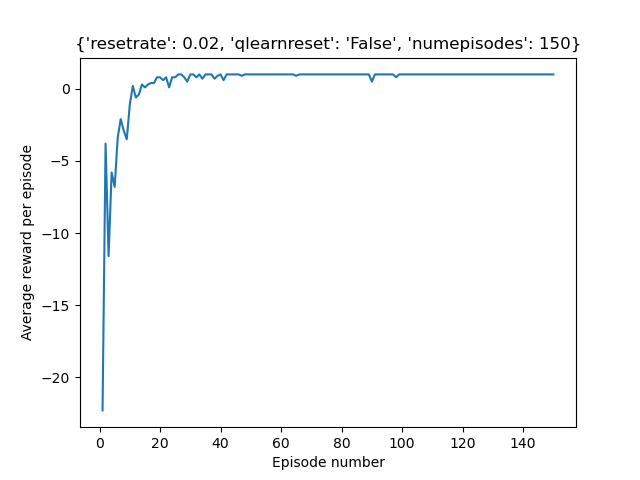 {'resetrate': 0.02, 'qlearnreset': 'False', 'numepisodes': 150}
0
−5
−10
−15
−20
Average reward per episode
0 20 40 60 80 100 120 140
Episode number